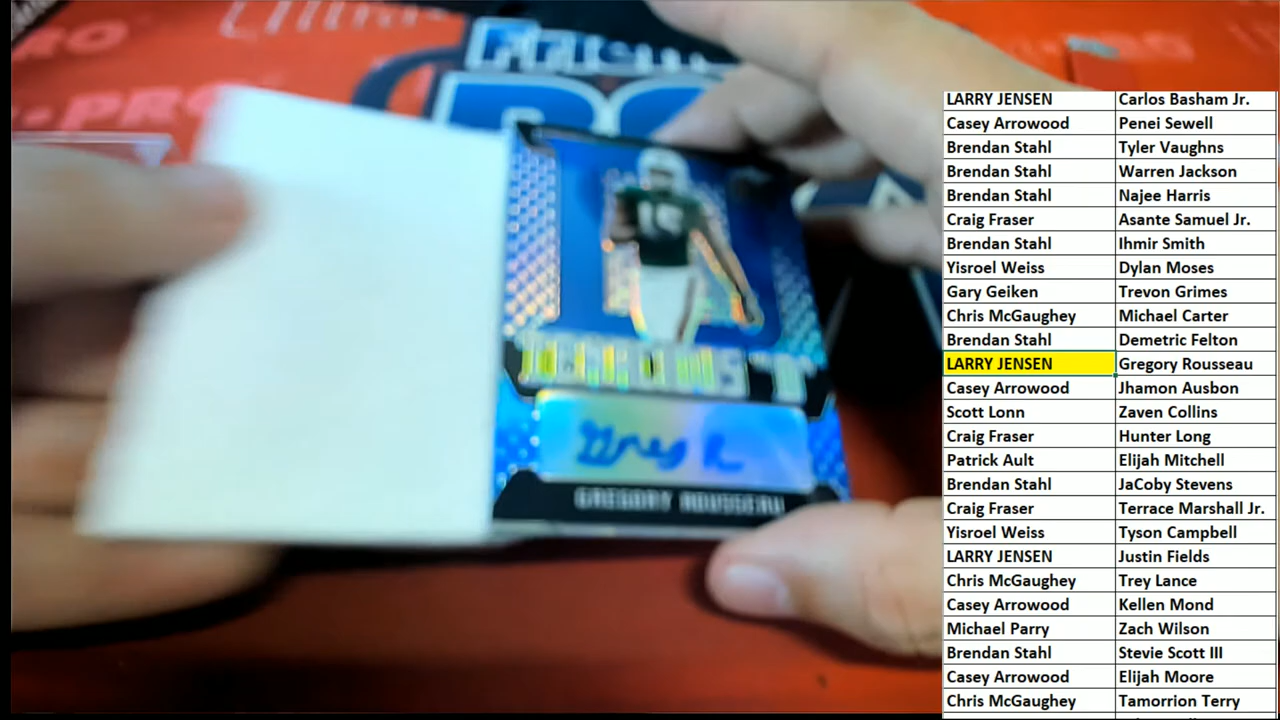 PRO
PRO
15
Greg R
GREGORY ROUSSEAU
LARRY JENSEN Carlos Basham Jr.
Casey Arrowood Penei Sewell
Brendan Stahl Tyler Vaughns
Brendan Stahl Warren Jackson
Brendan Stahl Najee Harris
Craig Fraser Asante Samuel Jr.
Brendan Stahl Ihmir Smith
Yisroel Weiss Dylan Moses
Gary Geiken Trevon Grimes
Chris McGaughey Michael Carter
Brendan Stahl Demetric Felton
LARRY JENSEN Gregory Rousseau
Casey Arrowood Jhamon Ausbon
Scott Lonn Zaven Collins
Craig Fraser Hunter Long
Patrick Ault Elijah Mitchell
Brendan Stahl JaCoby Stevens
Craig Fraser Terrace Marshall Jr.
Yisroel Weiss Tyson Campbell
LARRY JENSEN Justin Fields
Chris McGaughey Trey Lance
Casey Arrowood Kellen Mond
Michael Parry Zach Wilson
Brendan Stahl Stevie Scott III
Casey Arrowood Elijah Moore
Chris McGaughey Tamorrion Terry